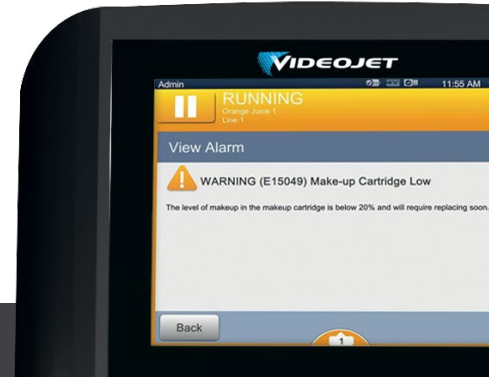 VIDEOJET
Admin
11:55 AM
RUNNING
Orange Juice 1
Line 1
View Alarm
WARNING (E15049) Make-up Cartridge Low
The level of makeup in the makeup cartridge is below 20% and will require replacing soon.
Back
1